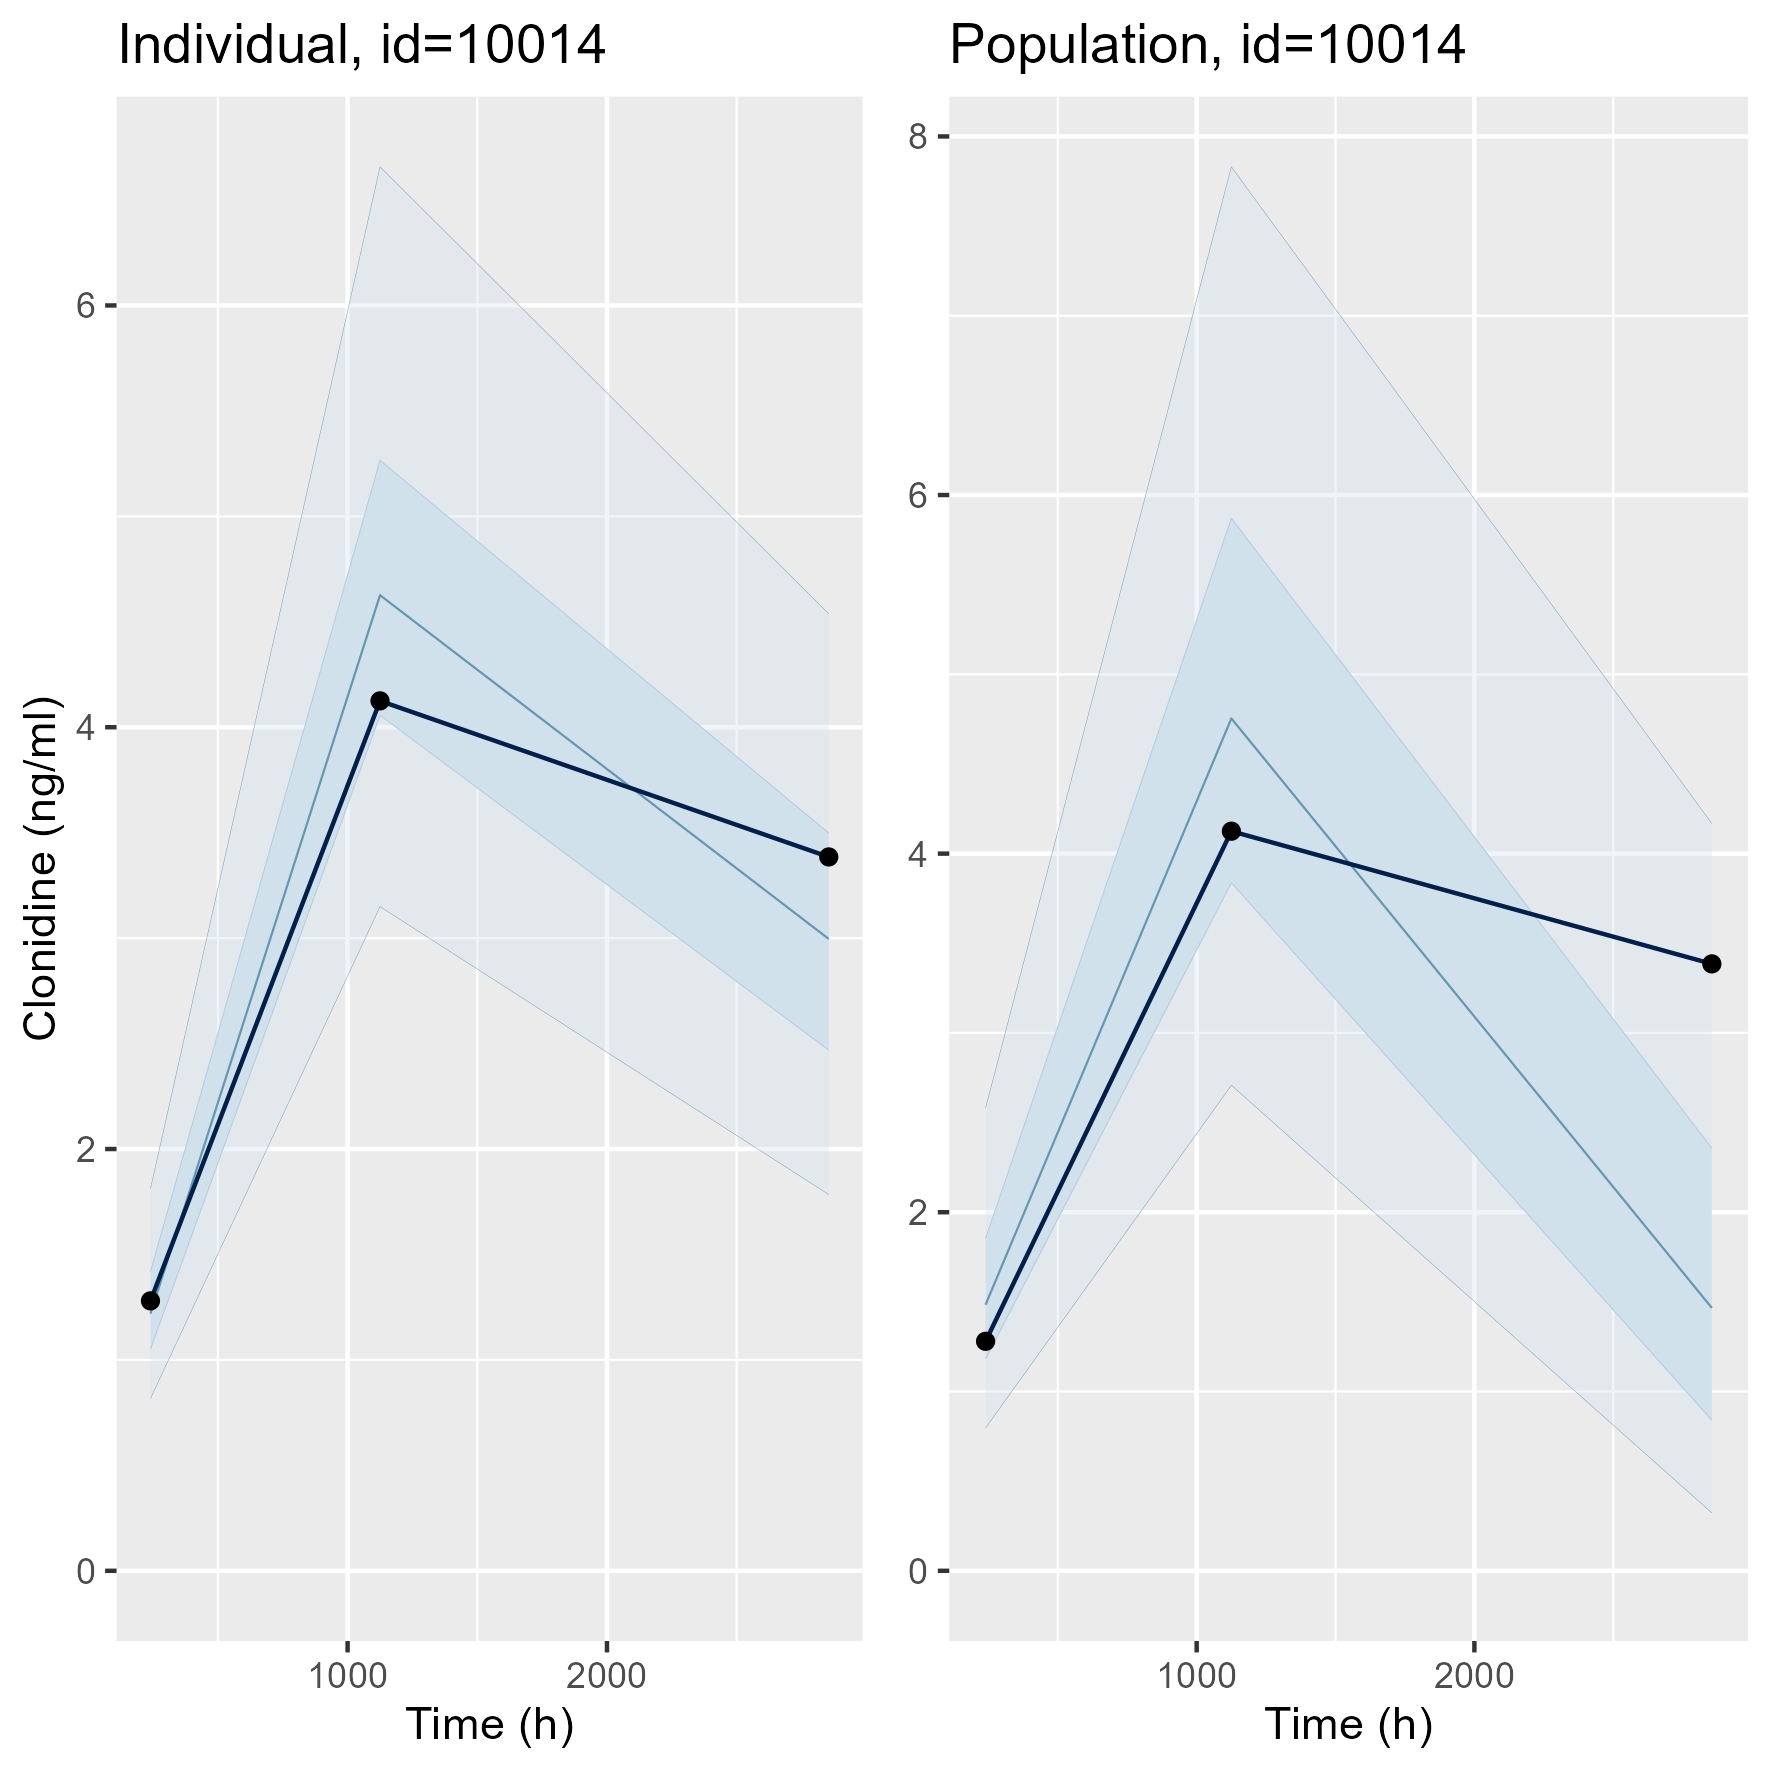 Individual, id=10014
Population, id=10014
Clonidine (ng/ml)
6
4
2
0
1000 2000
Time (h)
8
6
4
2
0
1000 2000
Time (h)